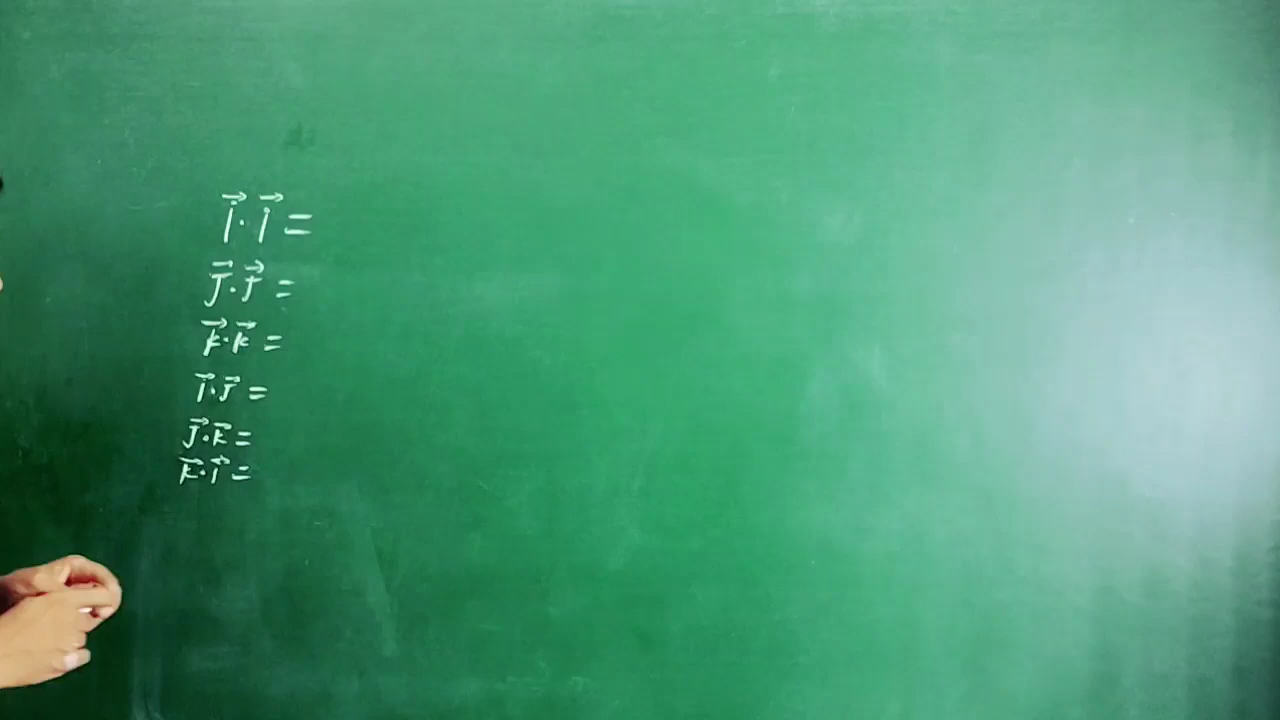 i⃗ · i⃗ =
j⃗ · j⃗ =
k⃗ · k⃗ =
i⃗ · j⃗ =
j⃗ · k⃗ =
k⃗ · i⃗ =